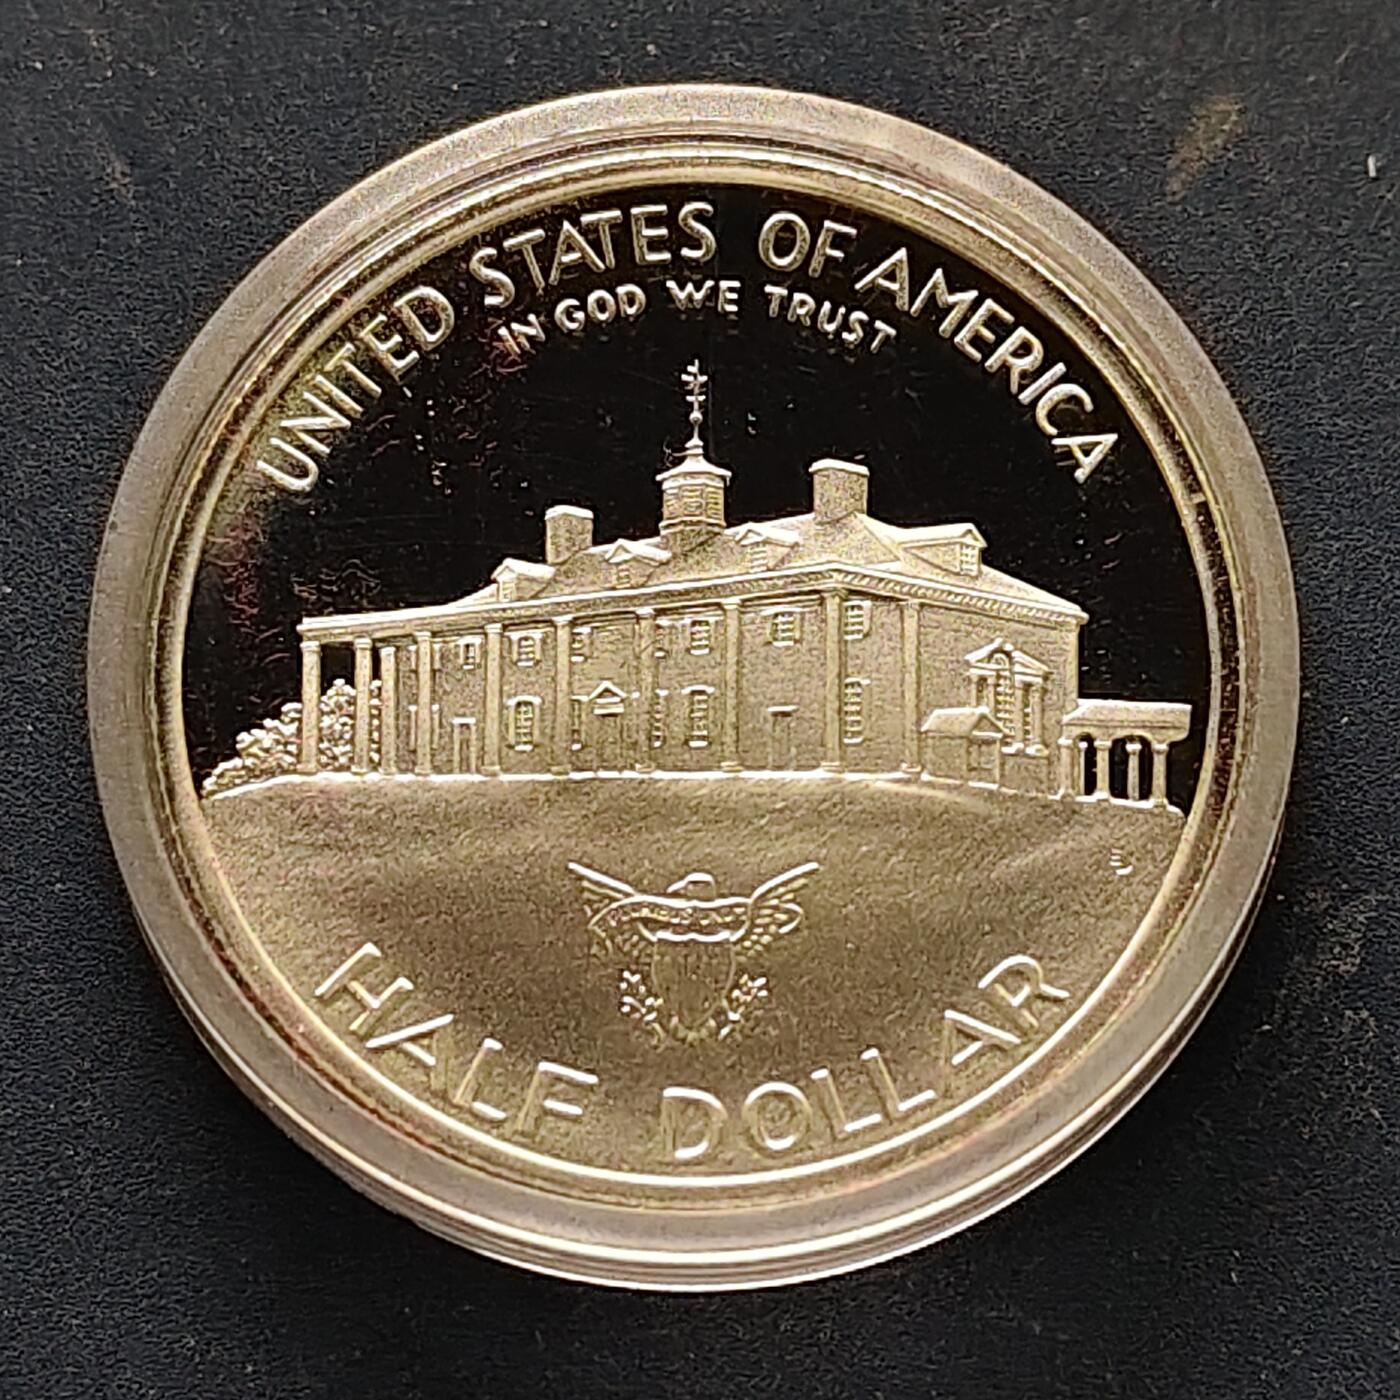 UNITED STATES OF AMERICA
IN GOD WE TRUST
HALF DOLLAR